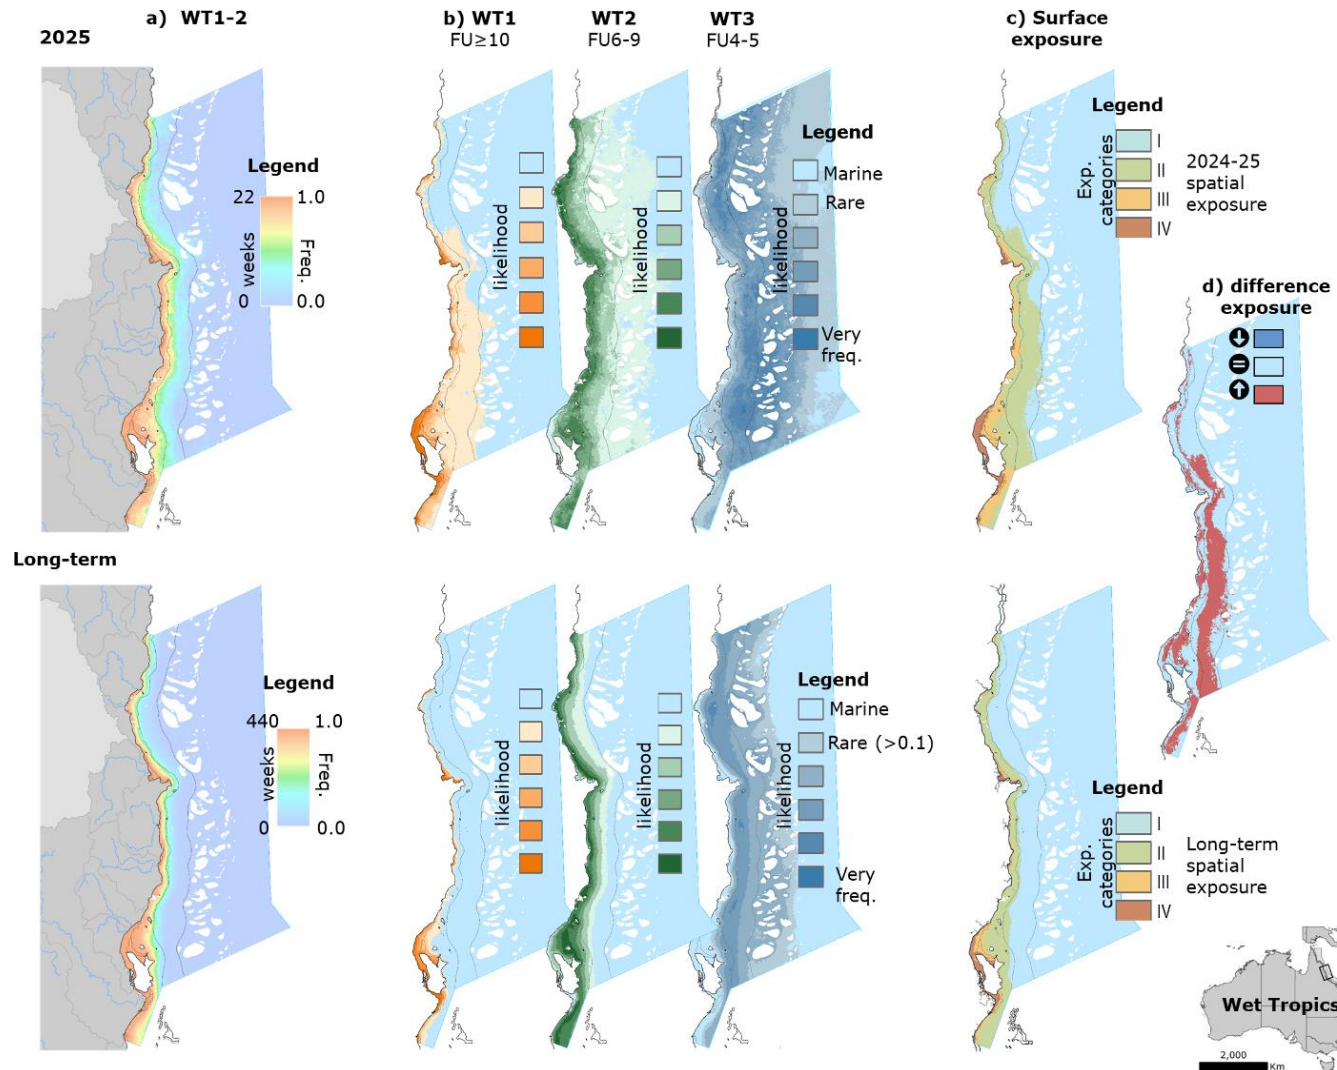 2025
a) WT1-2
b) WT1
FU≥10
WT2
FU6-9
WT3
FU4-5
c) Surface
exposure
Legend
22
1.0
weeks
Freq.
0
0.0
likelihood
likelihood
Legend
Marine
Rare
likelihood
Very
freq.
Legend
Exp.
categories
I
II
III
IV
2024-25
spatial
exposure
d) difference
exposure
=
Long-term
Legend
440
1.0
weeks
Freq.
0
0.0
likelihood
likelihood
Legend
Marine
Rare (>0.1)
likelihood
Very
freq.
Legend
Exp.
categories
I
II
III
IV
Long-term
spatial
exposure
Wet Tropics
2,000
Km